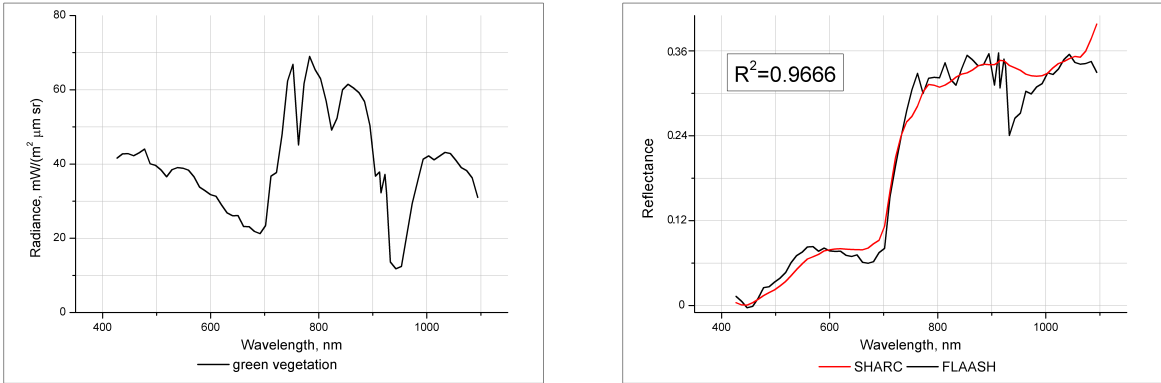 80
60
40
20
0
400 600 800 1000
Radiance, mW/(m² μm sr)
Wavelength, nm
green vegetation
R²=0.9666
0.36
0.24
0.12
0
400 600 800 1000
Reflectance
Wavelength, nm
SHARC FLAASH